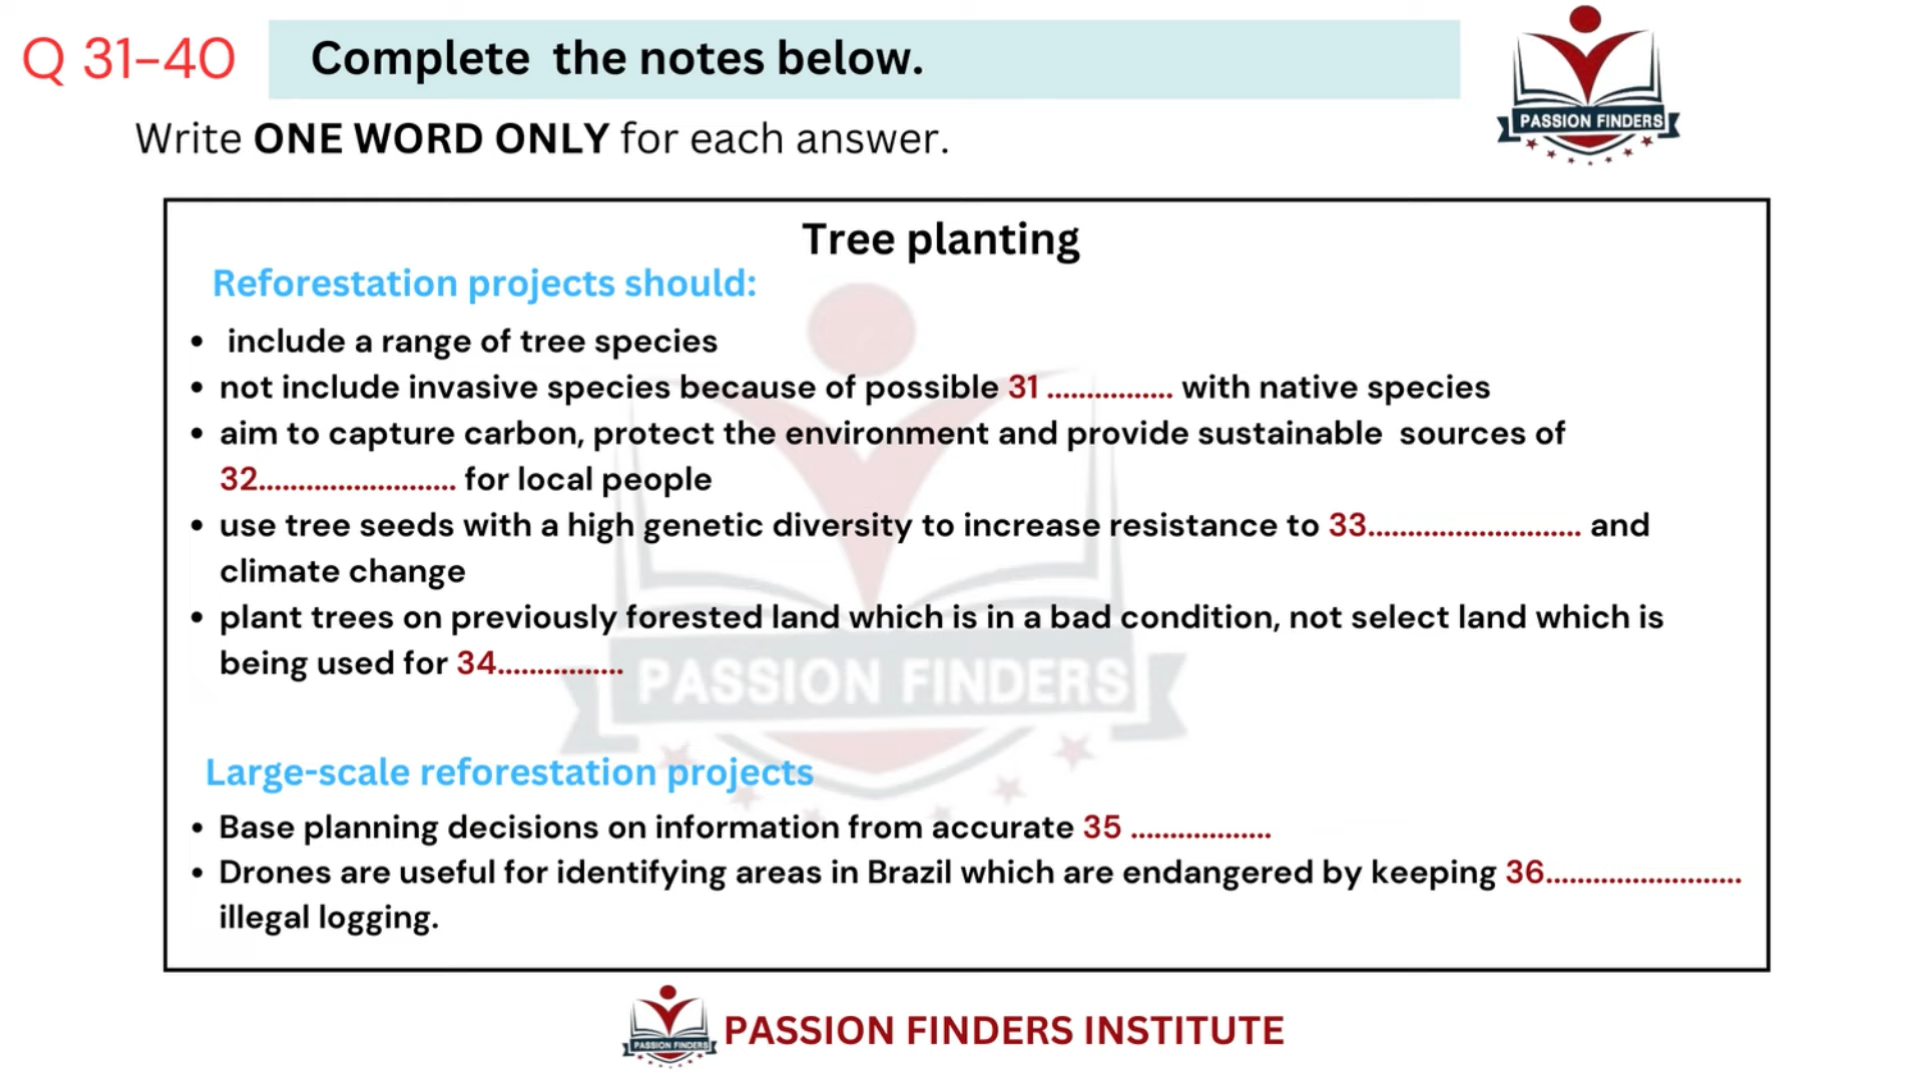 Q 31-40
Complete the notes below.
PASSION FINDERS
Write ONE WORD ONLY for each answer.
Tree planting
Reforestation projects should:
• include a range of tree species
• not include invasive species because of possible 31 ................ with native species
• aim to capture carbon, protect the environment and provide sustainable sources of
32......................... for local people
• use tree seeds with a high genetic diversity to increase resistance to 33........................... and
climate change
• plant trees on previously forested land which is in a bad condition, not select land which is
being used for 34................
PASSION FINDERS
Large-scale reforestation projects
• Base planning decisions on information from accurate 35 ..................
• Drones are useful for identifying areas in Brazil which are endangered by keeping 36.........................
illegal logging.
PASSION FINDERS
PASSION FINDERS INSTITUTE